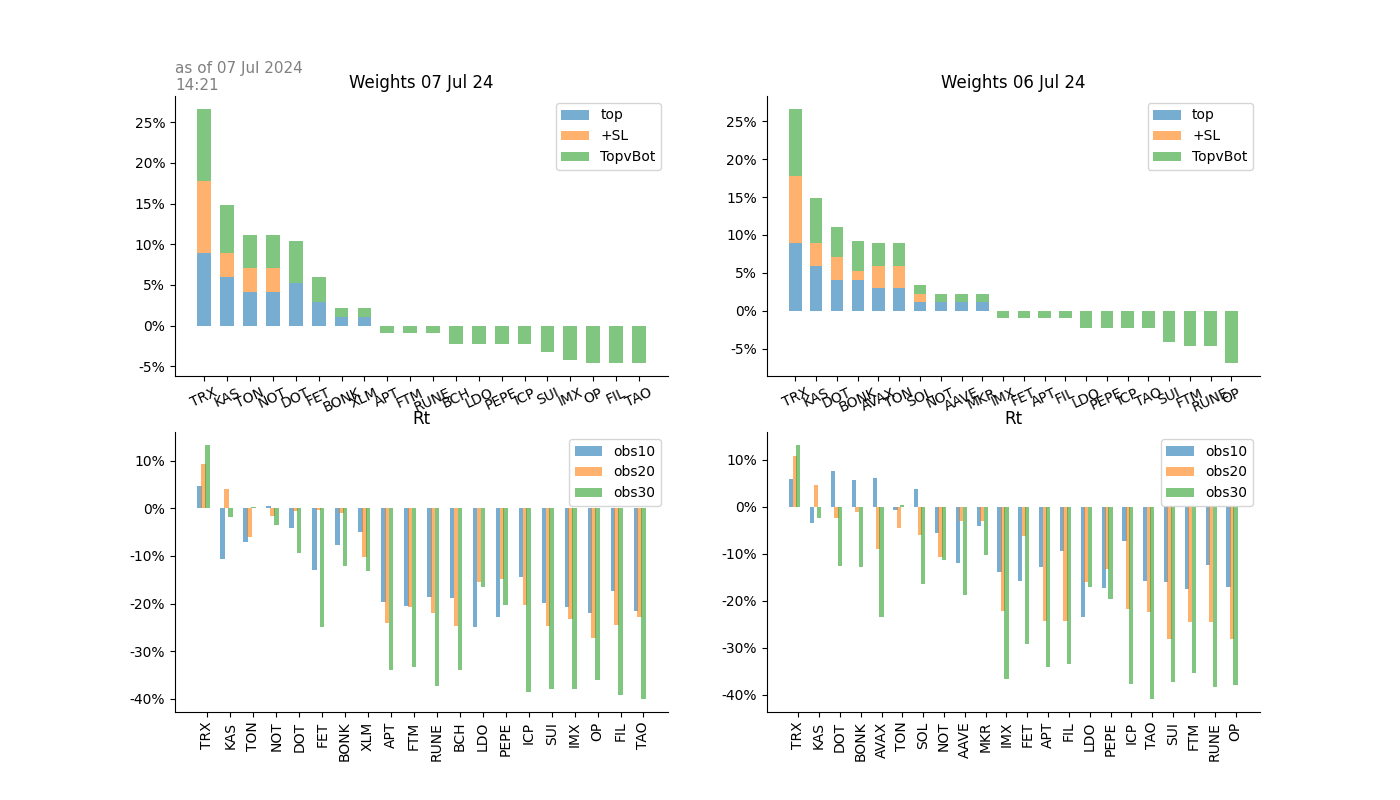 as of 07 Jul 2024
14:21
Weights 07 Jul 24
25%
20%
15%
10%
5%
0%
-5%
top
+SL
TopvBot
TRX KAS TON NOT DOT FET BONK XLM APT FTM RUNE BCH LDO PEPE ICP SUI IMX OP FIL TAO
Weights 06 Jul 24
25%
20%
15%
10%
5%
0%
-5%
top
+SL
TopvBot
TRX KAS DOT BONK AVAX TON SOL NOT AAVE MKR IMX FET APT FIL LDO PEPE ICP TAO SUI FTM RUNE OP
Rt
10%
0%
-10%
-20%
-30%
-40%
obs10
obs20
obs30
TRX KAS TON NOT DOT FET BONK XLM APT FTM RUNE BCH LDO PEPE ICP SUI IMX OP FIL TAO
Rt
10%
0%
-10%
-20%
-30%
-40%
obs10
obs20
obs30
TRX KAS DOT BONK AVAX TON SOL NOT AAVE MKR IMX FET APT FIL LDO PEPE ICP TAO SUI FTM RUNE OP